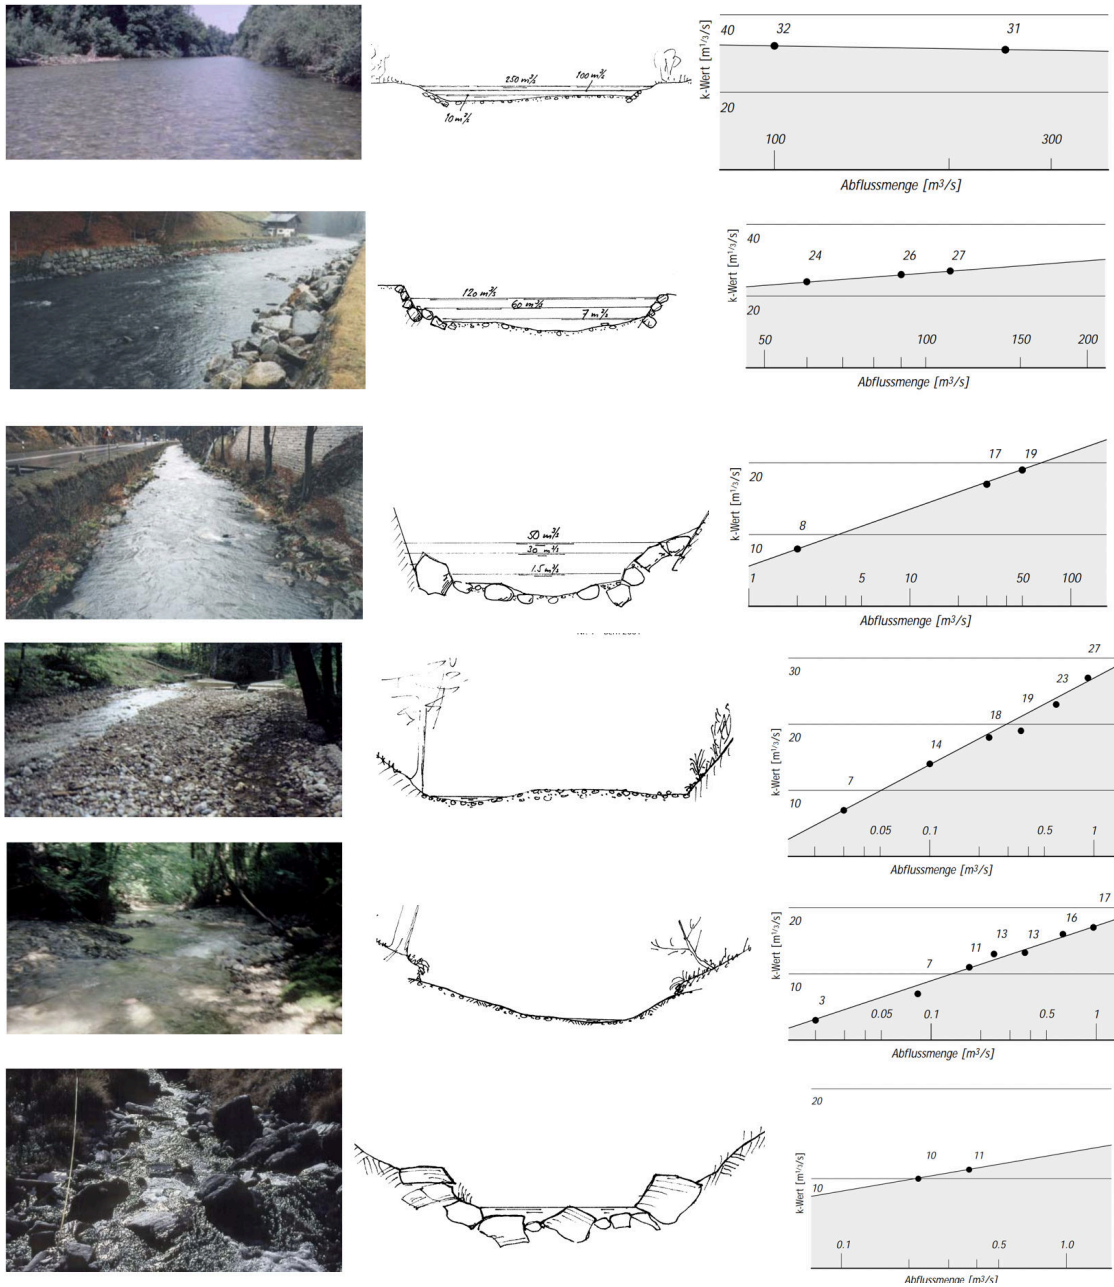 250 m³/s
100 m³/s
10 m³/s
k-Wert [m1/3/s]
40
20
32
31
100
300
Abflussmenge [m3/s]
120 m³/s
60 m³/s
7 m³/s
k-Wert [m1/3/s]
40
20
24
26
27
50
100
150
200
Abflussmenge [m3/s]
50 m³/s
30 m³/s
1.5 m³/s
k-Wert [m1/3/s]
20
10
8
17
19
1
5
10
50
100
Abflussmenge [m3/s]
k-Wert [m1/3/s]
30
20
10
7
14
18
19
23
27
0.05
0.1
0.5
1
Abflussmenge [m3/s]
k-Wert [m1/3/s]
20
10
3
7
11
13
13
16
17
0.05
0.1
0.5
1
Abflussmenge [m3/s]
k-Wert [m1/3/s]
20
10
10
11
0.1
0.5
1.0
Abflussmenge [m3/s]